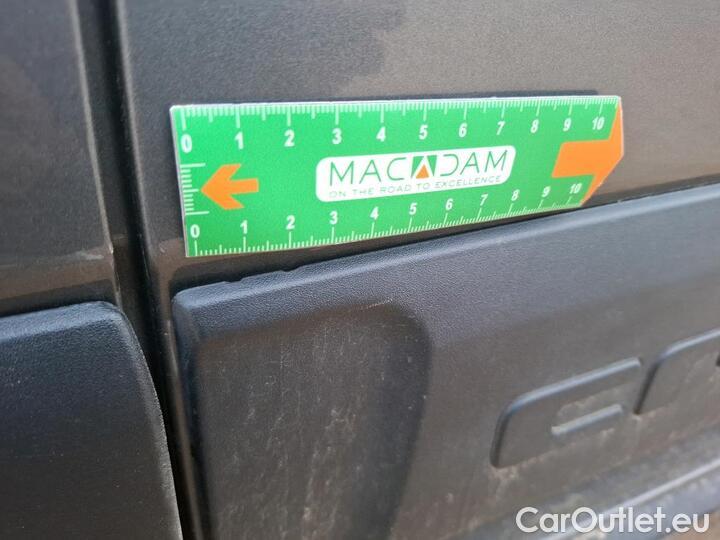 0 1 2 3 4 5 6 7 8 9 10
MACADAM
ON THE ROAD TO EXCELLENCE
0 1 2 3 4 5 6 7 8 9 10
CarOutlet.eu